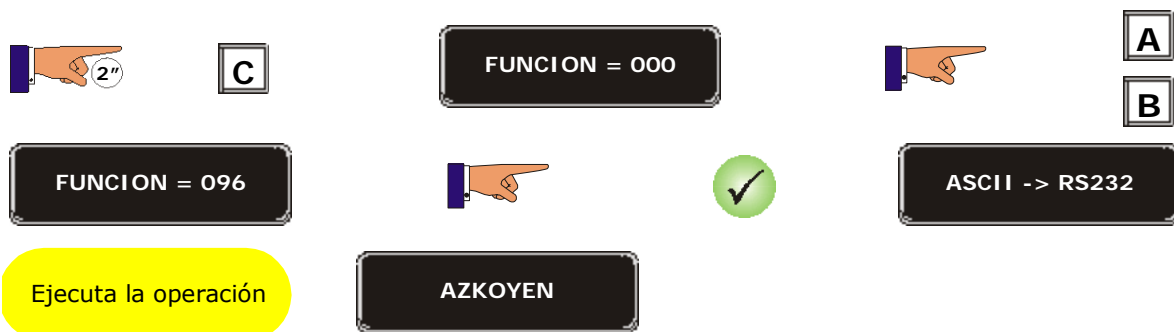 2"
C
FUNCION = 000
A
B
FUNCION = 096
ASCII -> RS232
Ejecuta la operación
AZKOYEN